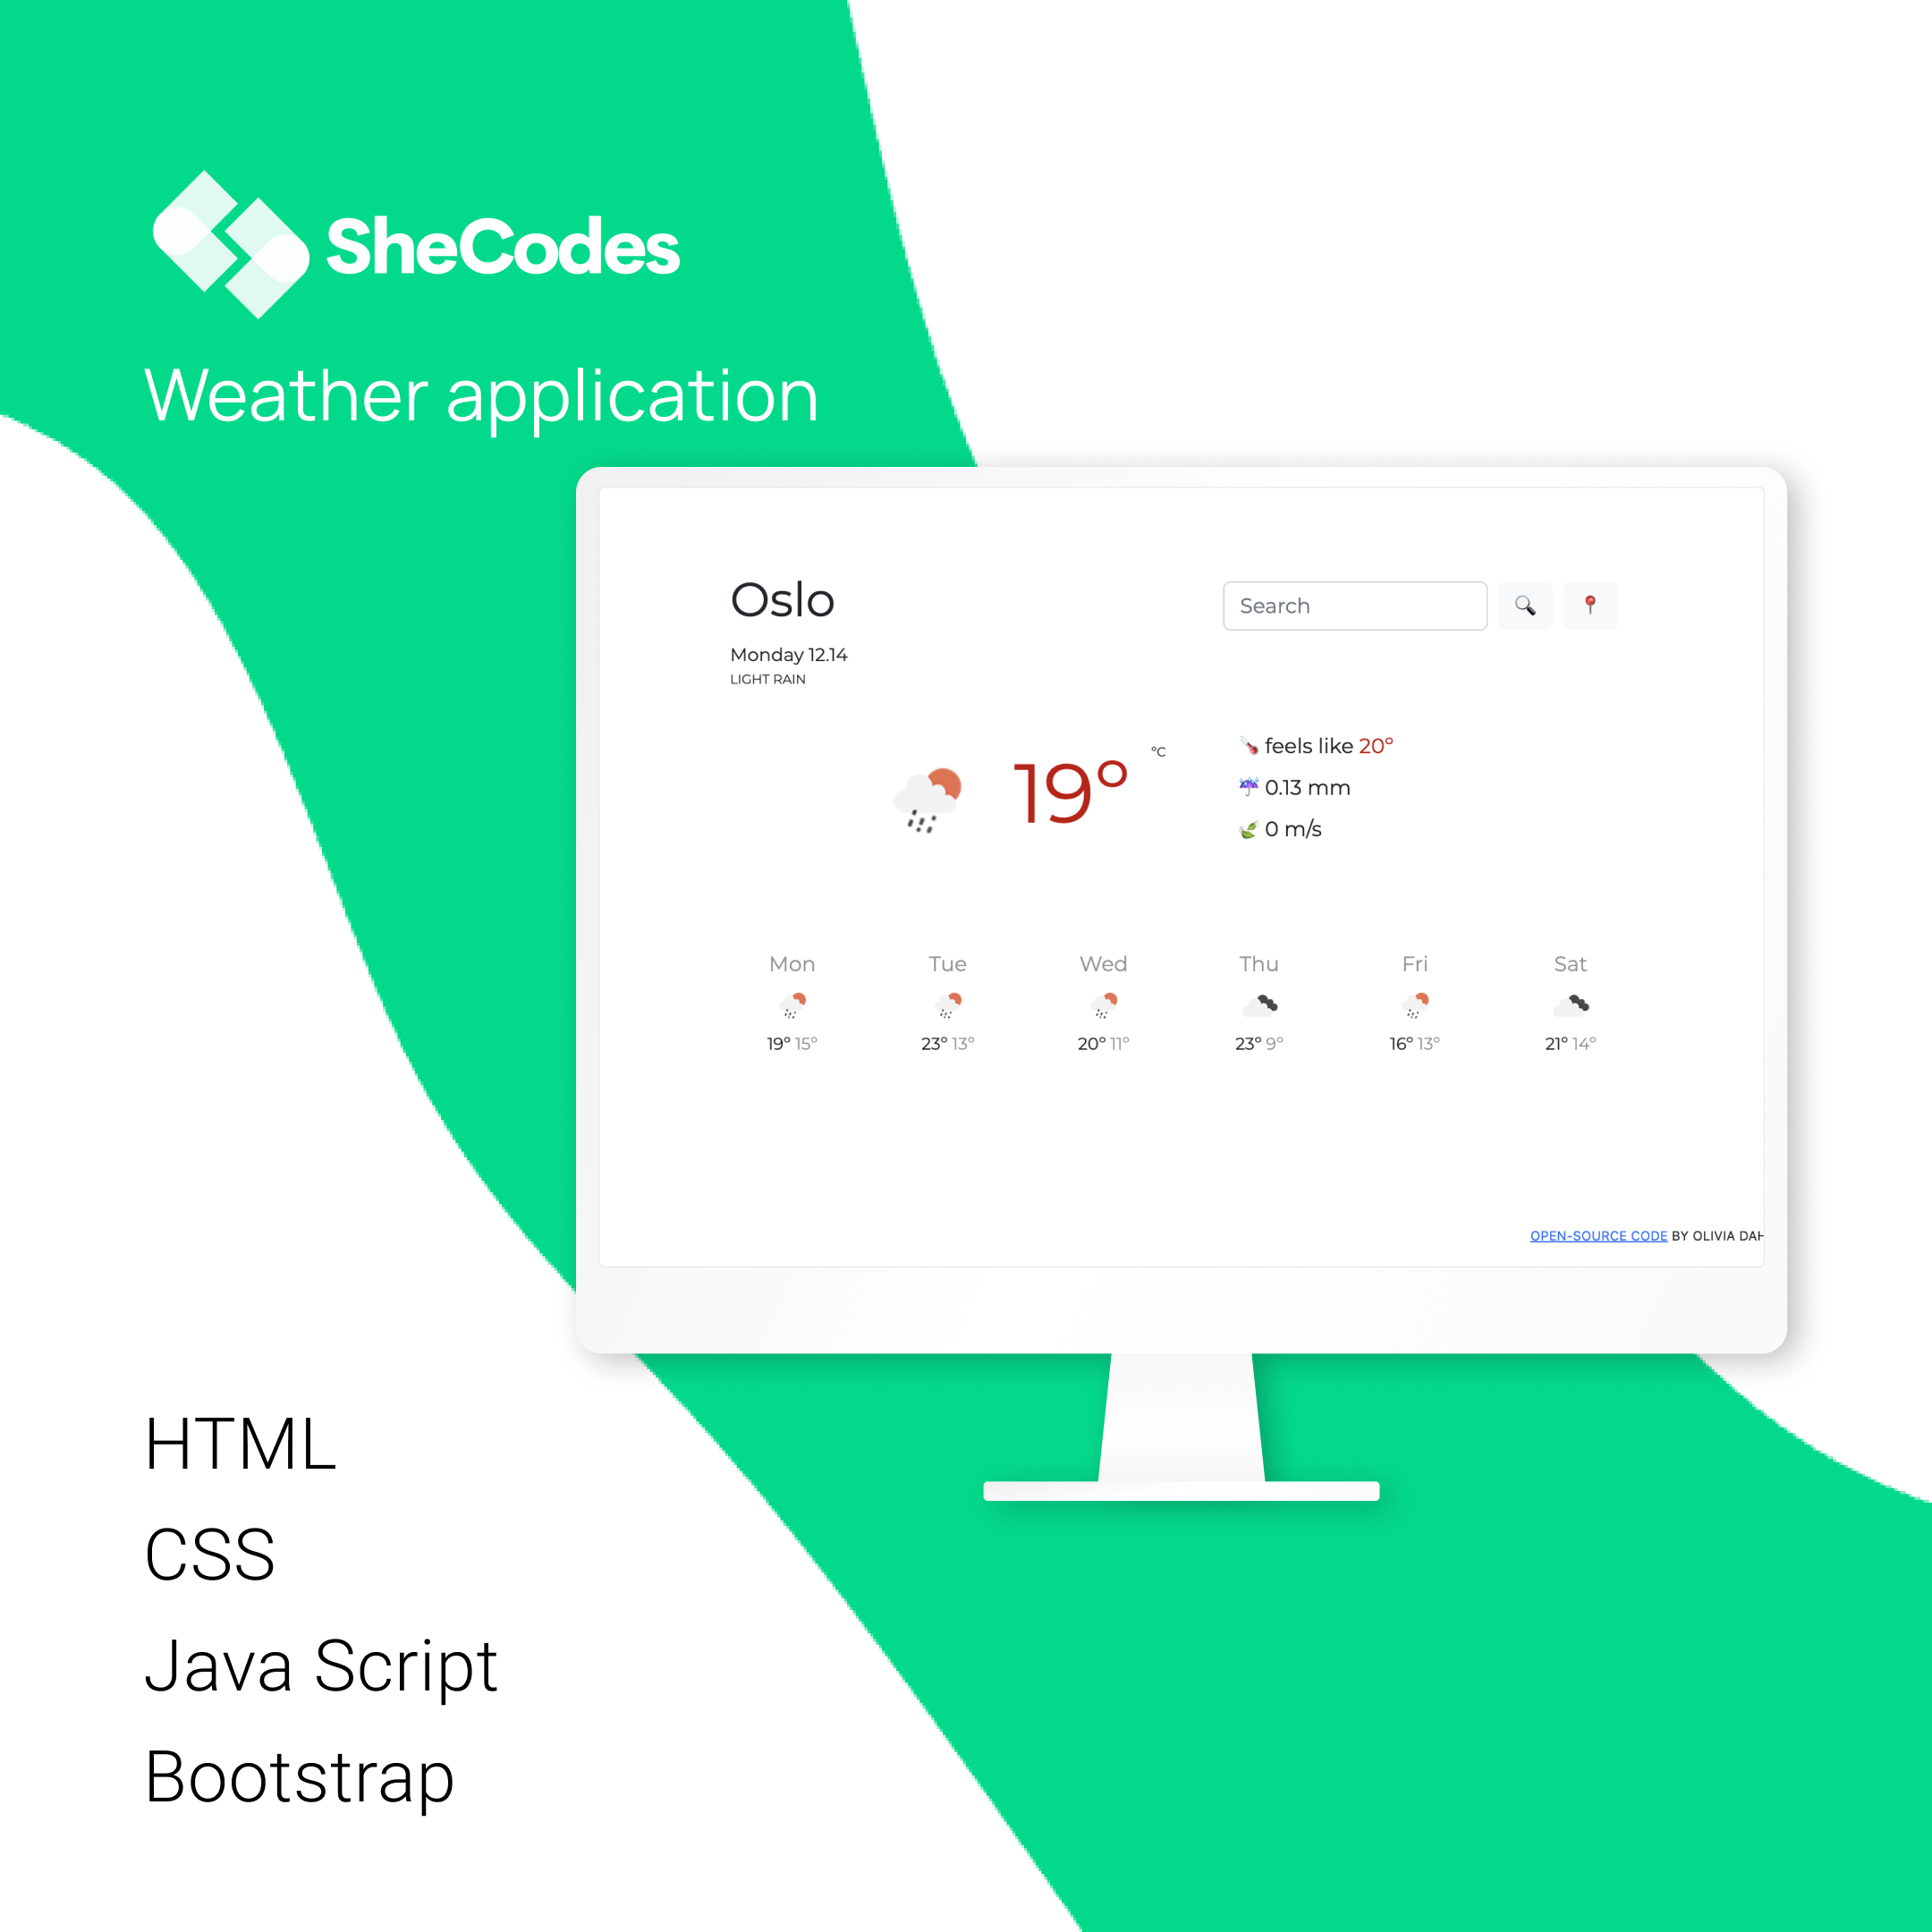 SheCodes
Weather application
Oslo
Search
Monday 12.14
LIGHT RAIN
19°
°C
feels like 20°
0.13 mm
0 m/s
Mon Tue Wed Thu Fri Sat
19° 15° 23° 13° 20° 11° 23° 9° 16° 13° 21° 14°
OPEN-SOURCE CODE BY OLIVIA DAH
HTML
CSS
Java Script
Bootstrap